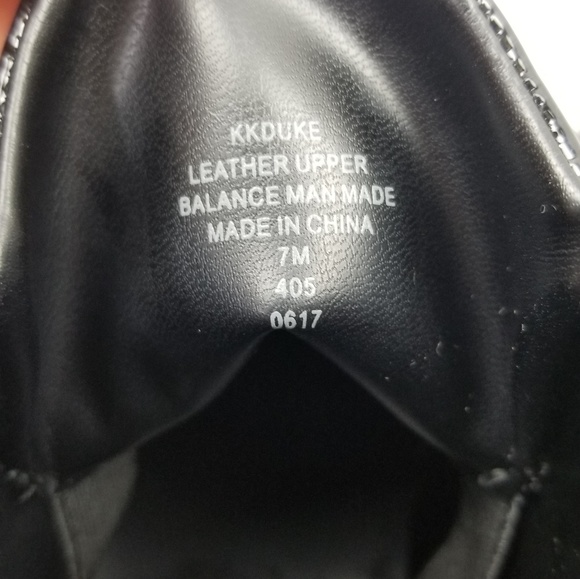 KKDUKE
LEATHER UPPER
BALANCE MAN MADE
MADE IN CHINA
7M
405
0617